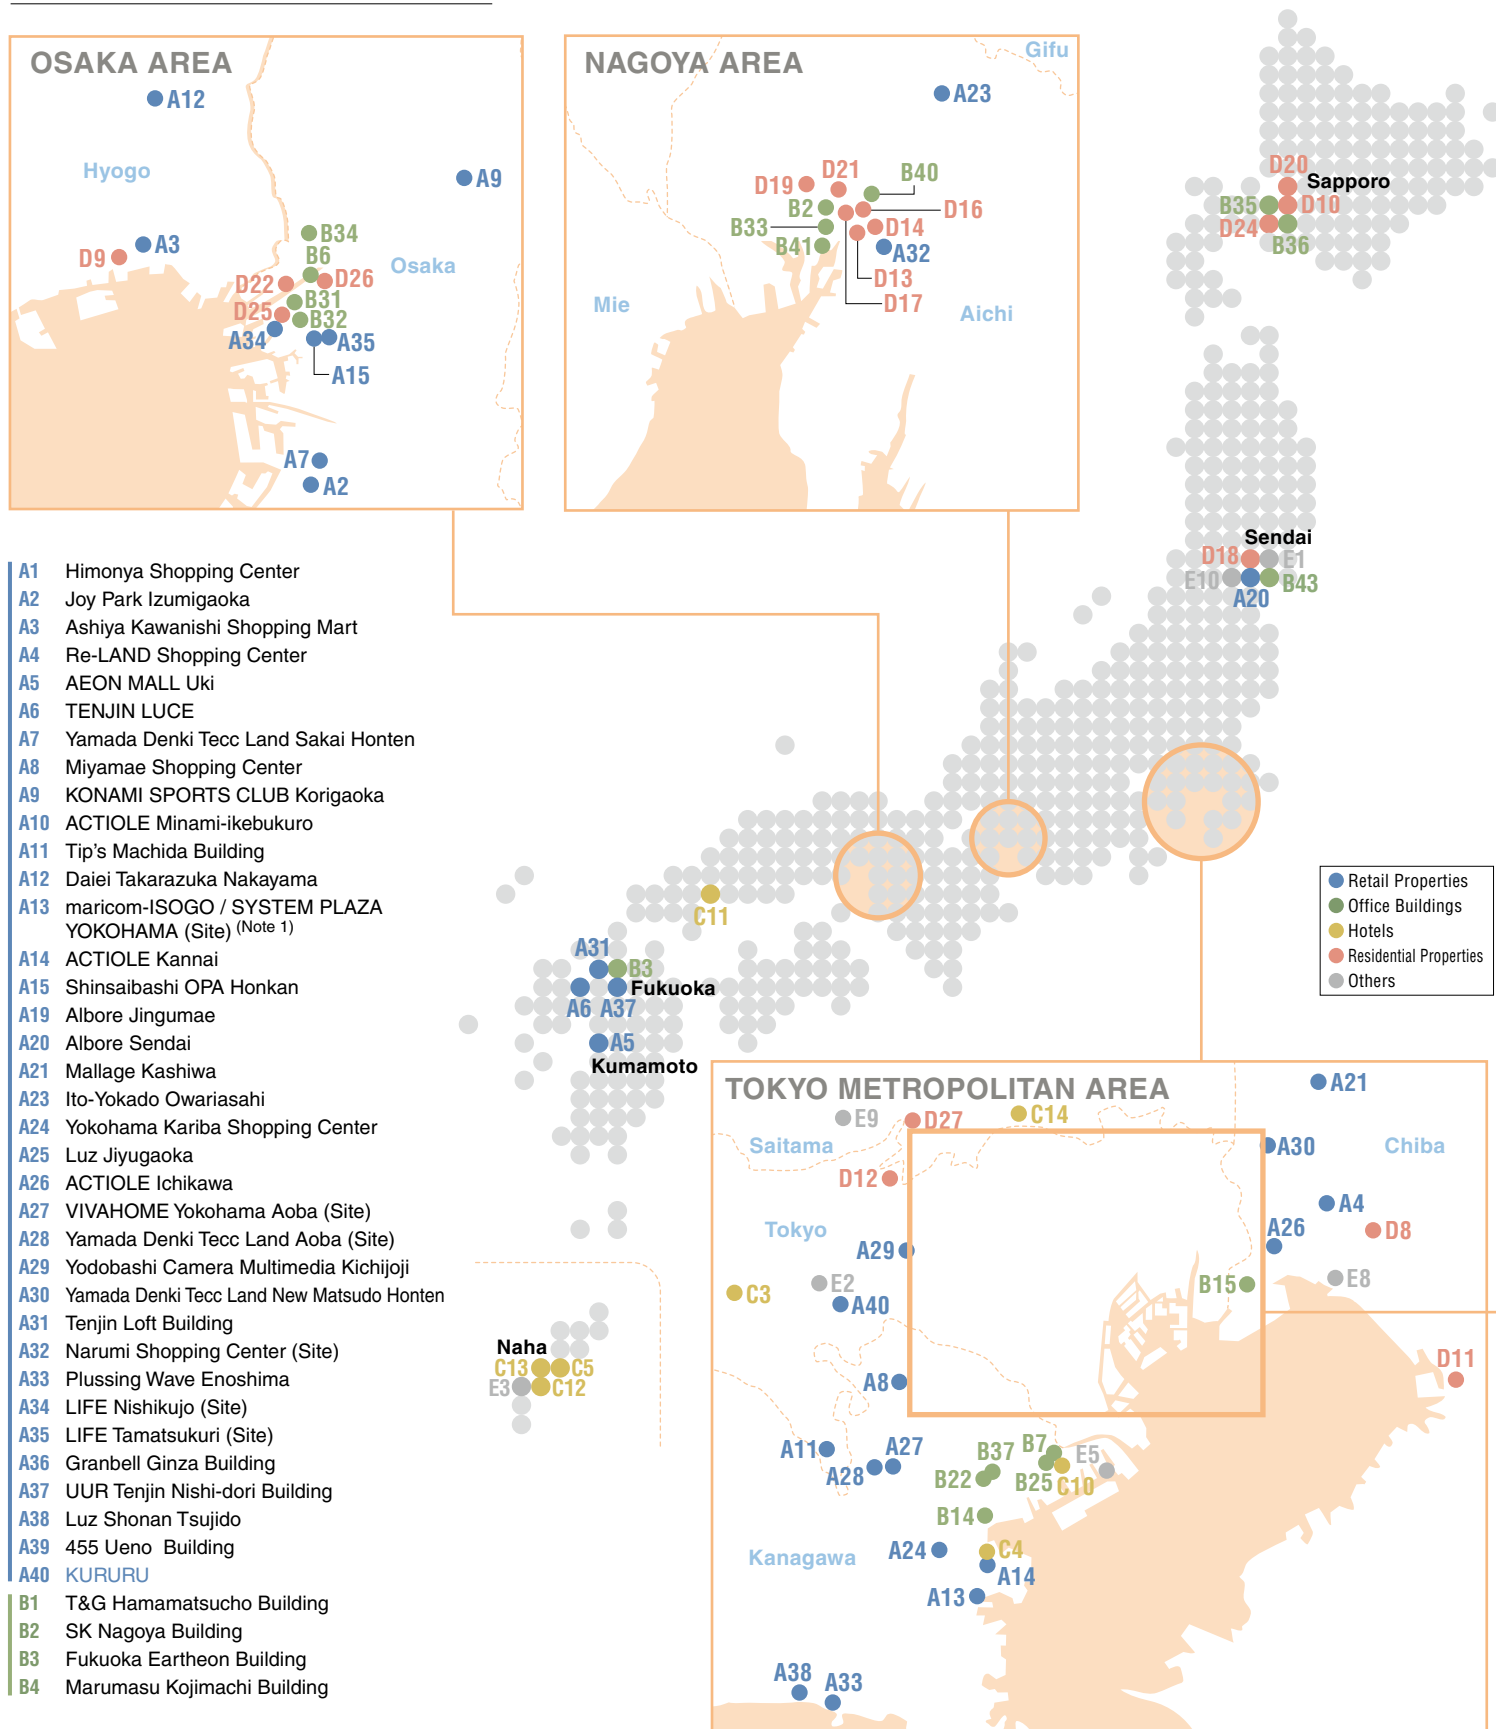 OSAKA AREA
A12
Hyogo
A9
A3
D9
B34
B6
Osaka
D22
D26
B31
D25
B32
A34
A35
A15
A7
A2
NAGOYA AREA
Gifu
A23
D21
B40
D19
B2
D16
B33
D14
B41
A32
D13
Mie
D17
Aichi
D20
Sapporo
B35
D10
D24
B36
Sendai
D18
E1
E10
B43
A20
A1 Himonya Shopping Center
A2 Joy Park Izumigaoka
A3 Ashiya Kawanishi Shopping Mart
A4 Re-LAND Shopping Center
A5 AEON MALL Uki
A6 TENJIN LUCE
A7 Yamada Denki Tecc Land Sakai Honten
A8 Miyamae Shopping Center
A9 KONAMI SPORTS CLUB Korigaoka
A10 ACTIOLE Minami-ikebukuro
A11 Tip’s Machida Building
A12 Daiei Takarazuka Nakayama
A13 maricom-ISOGO / SYSTEM PLAZA
YOKOHAMA (Site) (Note 1)
A14 ACTIOLE Kannai
A15 Shinsaibashi OPA Honkan
A19 Albore Jingumae
A20 Albore Sendai
A21 Mallage Kashiwa
A23 Ito-Yokado Owariasahi
A24 Yokohama Kariba Shopping Center
A25 Luz Jiyugaoka
A26 ACTIOLE Ichikawa
A27 VIVAHOME Yokohama Aoba (Site)
A28 Yamada Denki Tecc Land Aoba (Site)
A29 Yodobashi Camera Multimedia Kichijoji
A30 Yamada Denki Tecc Land New Matsudo Honten
A31 Tenjin Loft Building
A32 Narumi Shopping Center (Site)
A33 Plussing Wave Enoshima
A34 LIFE Nishikujo (Site)
A35 LIFE Tamatsukuri (Site)
A36 Granbell Ginza Building
A37 UUR Tenjin Nishi-dori Building
A38 Luz Shonan Tsujido
A39 455 Ueno Building
A40 KURURU
B1 T&G Hamamatsucho Building
B2 SK Nagoya Building
B3 Fukuoka Eartheon Building
B4 Marumasu Kojimachi Building
C11
A31
B3
Fukuoka
A6 A37
A5
Kumamoto
Naha
C13
C5
E3
C12
Retail Properties
Office Buildings
Hotels
Residential Properties
Others
TOKYO METROPOLITAN AREA
A21
E9
D27
C14
Saitama
A30
Chiba
D12
A4
Tokyo
A26
D8
A29
E2
B15
E8
C3
A40
D11
A8
A11
A27
A28
B37
B7
E5
B22
B25
C10
B14
Kanagawa
A24
C4
A14
A13
A38
A33